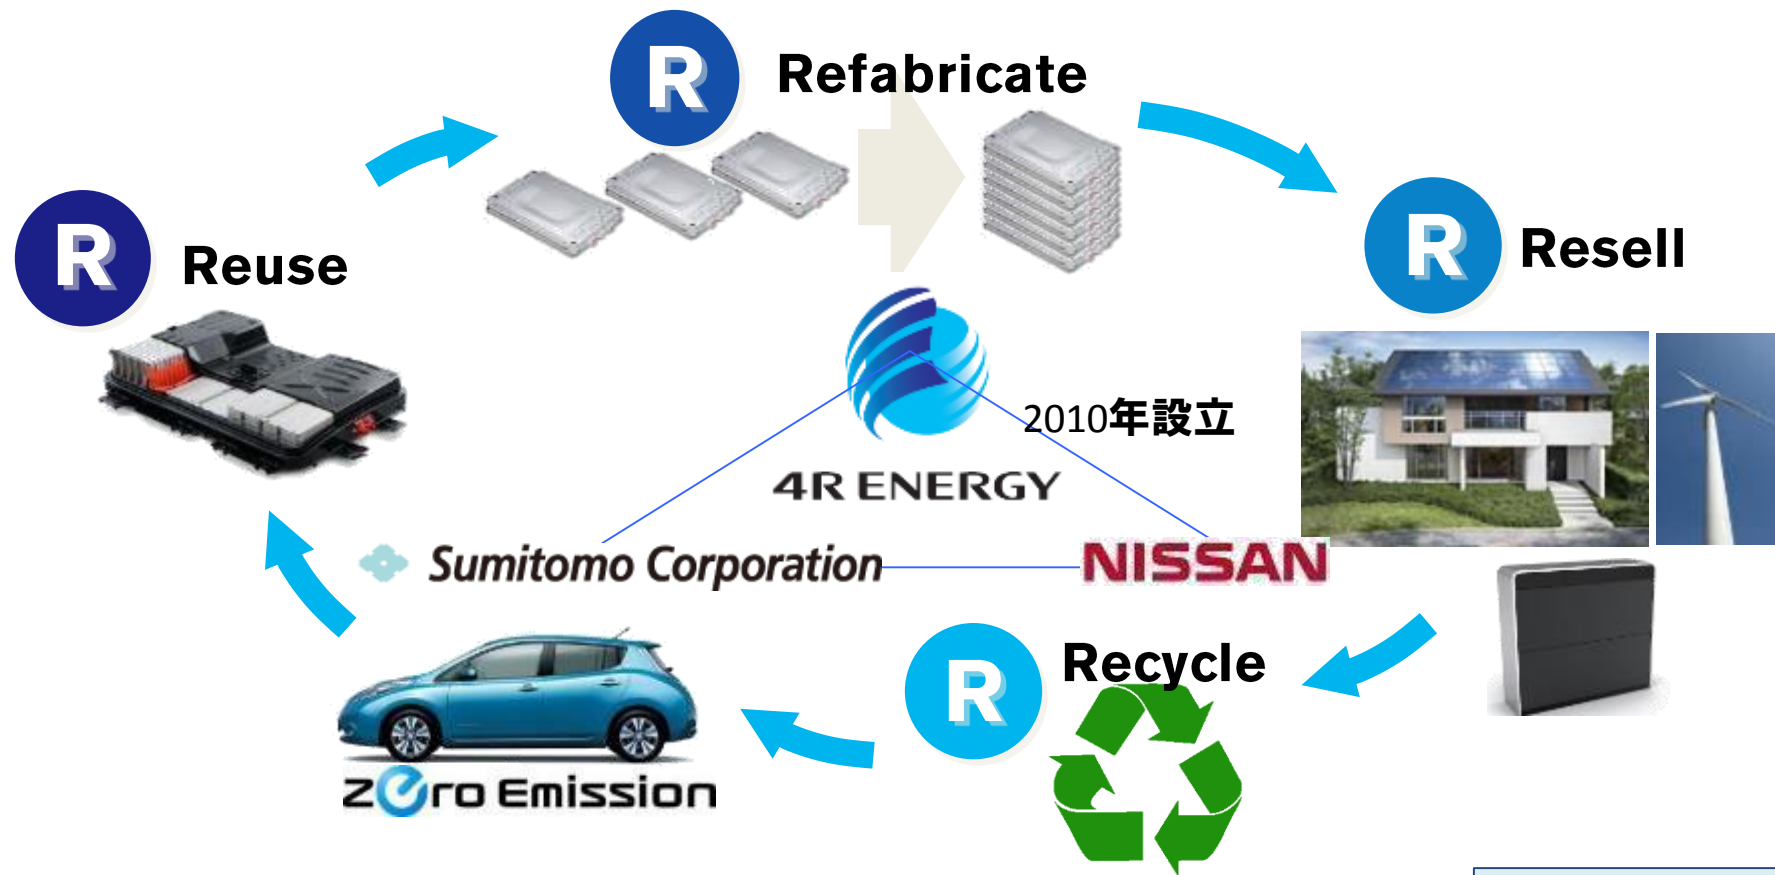 R
Refabricate
R
Reuse
R
Resell
2010年設立
4R ENERGY
Sumitomo Corporation
NISSAN
R
Recycle
zero Emission